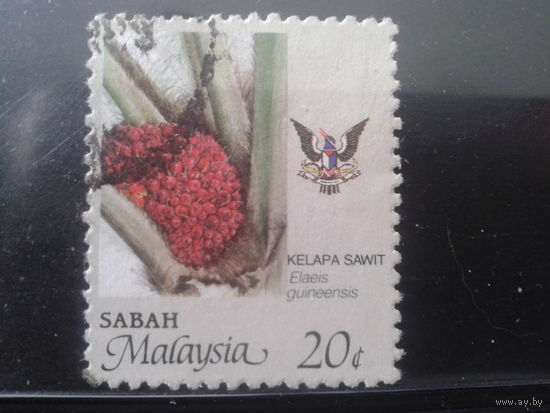 KELAPA SAWIT
Elaeis
guineensis
SABAH
Malaysia 20¢
www.ay.by